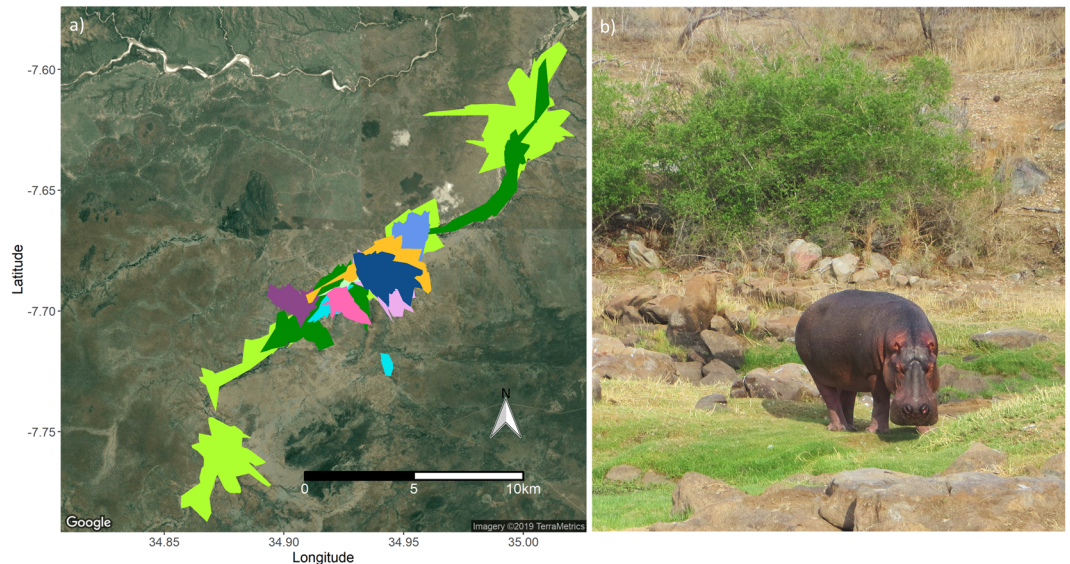 a)
-7.60
-7.65
-7.70
-7.75
Latitude
N
0 5 10km
Google
Imagery ©2019 TerraMetrics
34.85 34.90 34.95 35.00
Longitude
b)